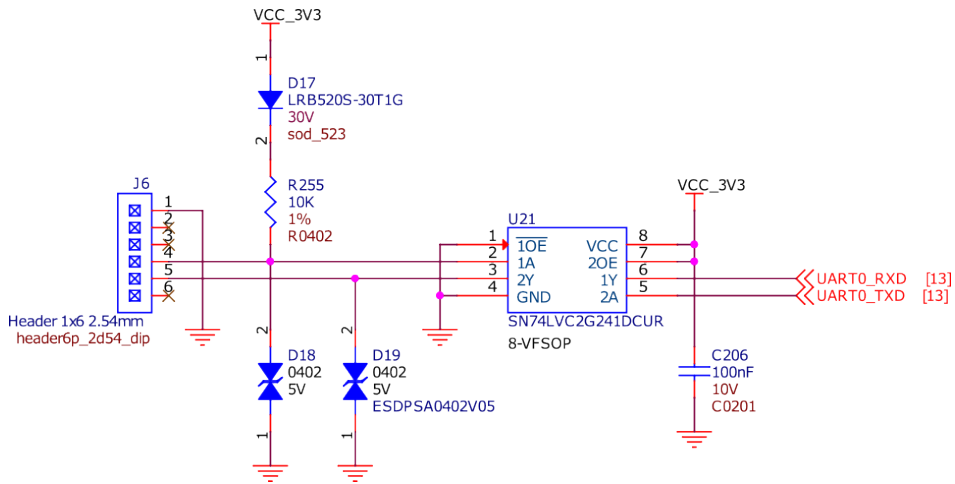 VCC_3V3
1
D17
LRB520S-30T1G
30V
sod_523
2
R255
10K
1%
R0402
J6
1
2
3
4
5
6
Header 1x6 2.54mm
header6p_2d54_dip
2
D18
0402
5V
1
2
D19
0402
5V
ESDPSA0402V05
1
U21
1 1OE VCC 8
2 1A 2OE 7
3 2Y 1Y 6
4 GND 2A 5
SN74LVC2G241DCUR
8-VFSOP
VCC_3V3
UART0_RXD [13]
UART0_TXD [13]
C206
100nF
10V
C0201